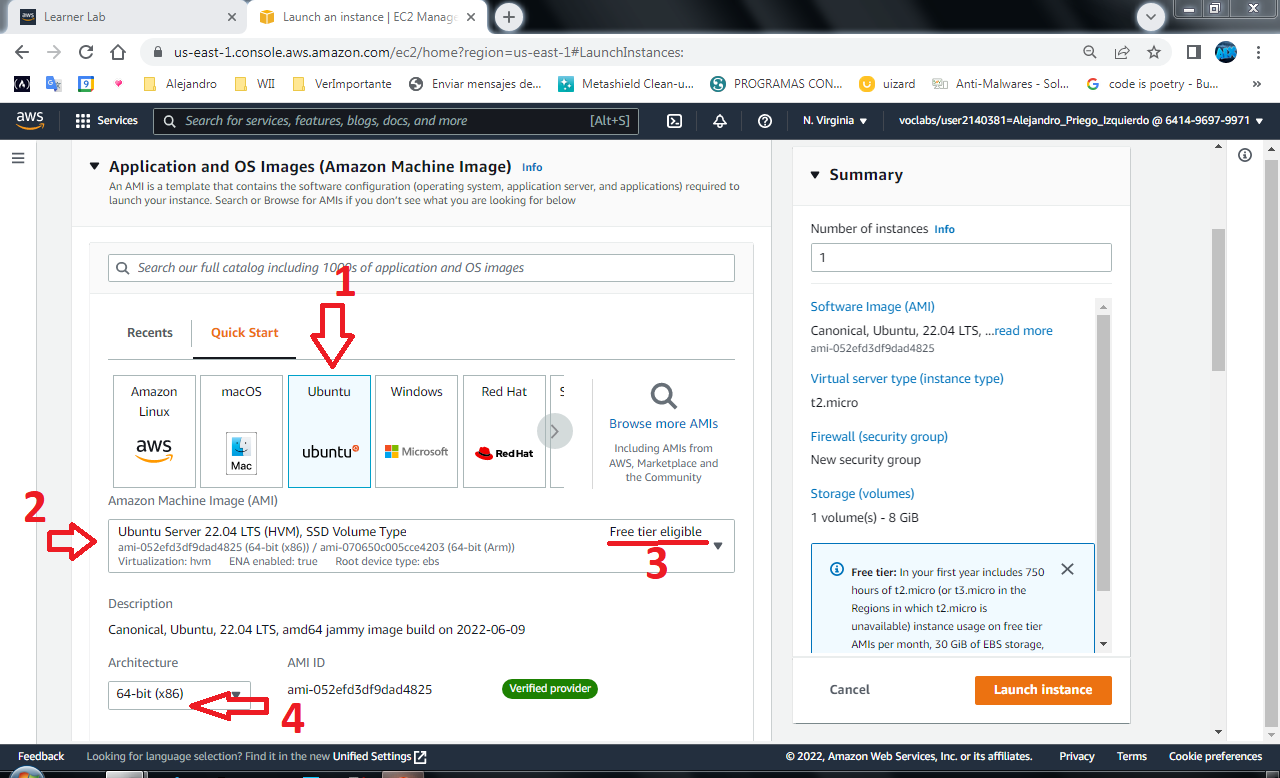 Learner Lab
Launch an instance | EC2 Manage
us-east-1.console.aws.amazon.com/ec2/home?region=us-east-1#LaunchInstances:
Alejandro
WII
VerImportante
Enviar mensajes de...
Metashield Clean-u...
PROGRAMAS CON...
uizard
Anti-Malwares - Sol...
code is poetry - Bu...
»
aws
Services
Search for services, features, blogs, docs, and more
[Alt+S]
N. Virginia
voclabs/user2140381=Alejandro_Priego_Izquierdo @ 6414-9697-9971
Application and OS Images (Amazon Machine Image) Info
An AMI is a template that contains the software configuration (operating system, application server, and applications) required to
launch your instance. Search or Browse for AMIs if you don't see what you are looking for below
Search our full catalog including 1000s of application and OS images
1
Recents
Quick Start
Amazon
Linux
aws
macOS
Mac
Ubuntu
ubuntu
Windows
Microsoft
Red Hat
Red Hat
S
Browse more AMIs
Including AMIs from
AWS, Marketplace and
the Community
Amazon Machine Image (AMI)
2
Ubuntu Server 22.04 LTS (HVM), SSD Volume Type
Free tier eligible
ami-052efd3df9dad4825 (64-bit (x86)) / ami-070650c005cce4203 (64-bit (Arm))
Virtualization: hvm ENA enabled: true Root device type: ebs
3
Description
Canonical, Ubuntu, 22.04 LTS, amd64 jammy image build on 2022-06-09
Architecture
AMI ID
64-bit (x86)
ami-052efd3df9dad4825
Verified provider
4
Summary
Number of instances Info
1
Software Image (AMI)
Canonical, Ubuntu, 22.04 LTS, ...read more
ami-052efd3df9dad4825
Virtual server type (instance type)
t2.micro
Firewall (security group)
New security group
Storage (volumes)
1 volume(s) - 8 GiB
Free tier: In your first year includes 750
hours of t2.micro (or t3.micro in the
Regions in which t2.micro is
unavailable) instance usage on free tier
AMIs per month, 30 GiB of EBS storage,
Cancel
Launch instance
Feedback
Looking for language selection? Find it in the new Unified Settings
© 2022, Amazon Web Services, Inc. or its affiliates.
Privacy
Terms
Cookie preferences